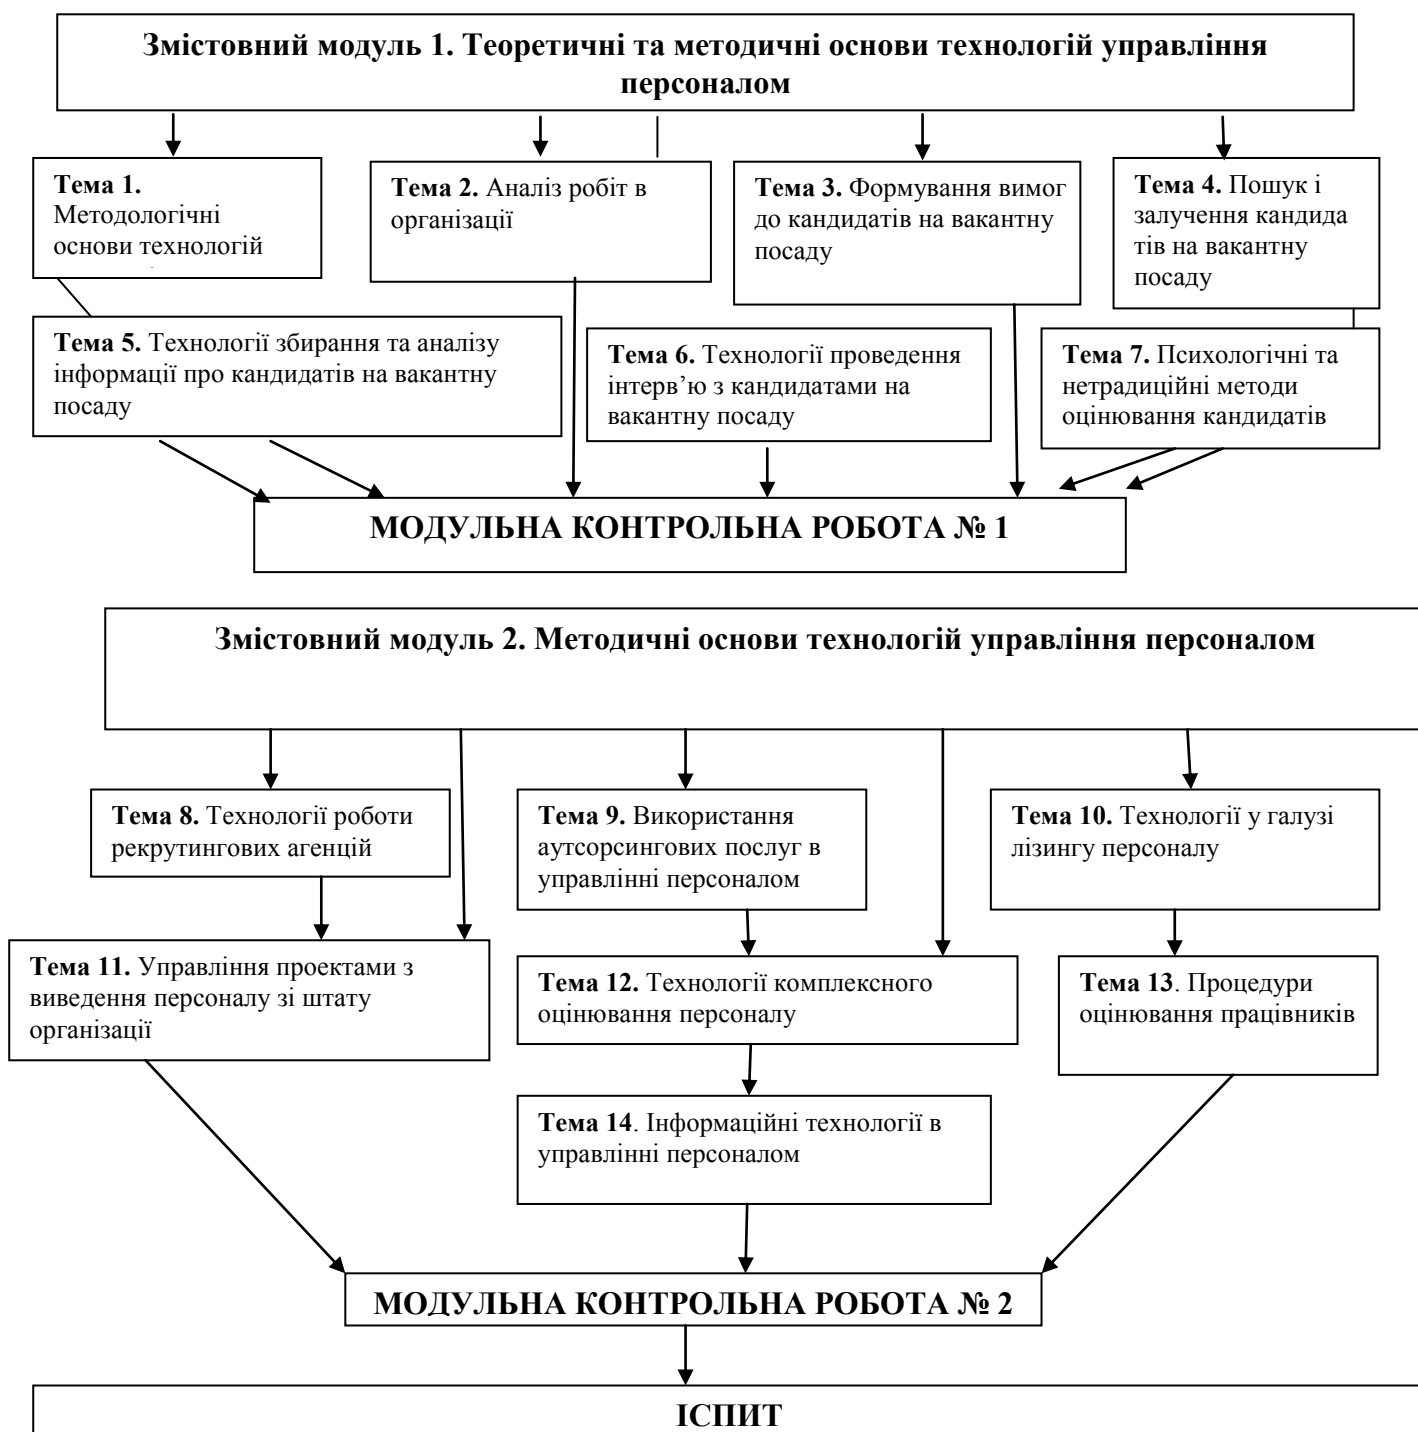 Змістовний модуль 1. Теоретичні та методичні основи технологій управління
персоналом
Тема 1.
Методологічні
основи технологій
Тема 2. Аналіз робіт в
організації
Тема 3. Формування вимог
до кандидатів на вакантну
посаду
Тема 4. Пошук і
залучення кандида
тів на вакантну
посаду
Тема 5. Технології збирання та аналізу
інформації про кандидатів на вакантну
посаду
Тема 6. Технології проведення
інтерв’ю з кандидатами на
вакантну посаду
Тема 7. Психологічні та
нетрадиційні методи
оцінювання кандидатів
МОДУЛЬНА КОНТРОЛЬНА РОБОТА № 1
Змістовний модуль 2. Методичні основи технологій управління персоналом
Тема 8. Технології роботи
рекрутингових агенцій
Тема 9. Використання
аутсорсингових послуг в
управлінні персоналом
Тема 10. Технології у галузі
лізингу персоналу
Тема 11. Управління проектами з
виведення персоналу зі штату
організації
Тема 12. Технології комплексного
оцінювання персоналу
Тема 13. Процедури
оцінювання працівників
Тема 14. Інформаційні технології в
управлінні персоналом
МОДУЛЬНА КОНТРОЛЬНА РОБОТА № 2
ІСПИТ